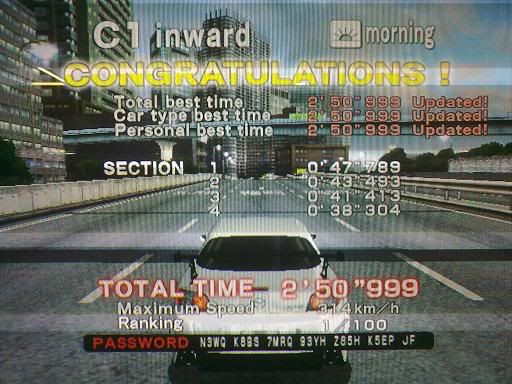 C1 inward morning
CONGRATULATIONS !
Total best time 2'50"999 Updated!
Car type best time 2'50"999 Updated!
Personal best time 2'50"999 Updated!
SECTION 1 0'47"789
2 0'43"493
3 0'41"413
4 0'38"304
TOTAL TIME 2'50"999
Maximum Speed 314km/h
Ranking 1/100
PASSWORD N3WQ K8BS 7MRQ 93YH Z85H K5EP JF